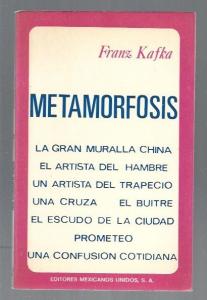 Franz Kafka
METAMORFOSIS
LA GRAN MURALLA CHINA
EL ARTISTA DEL HAMBRE
UN ARTISTA DEL TRAPECIO
UNA CRUZA EL BUITRE
EL ESCUDO DE LA CIUDAD
PROMETEO
UNA CONFUSION COTIDIANA
EDITORES MEXICANOS UNIDOS, S. A.